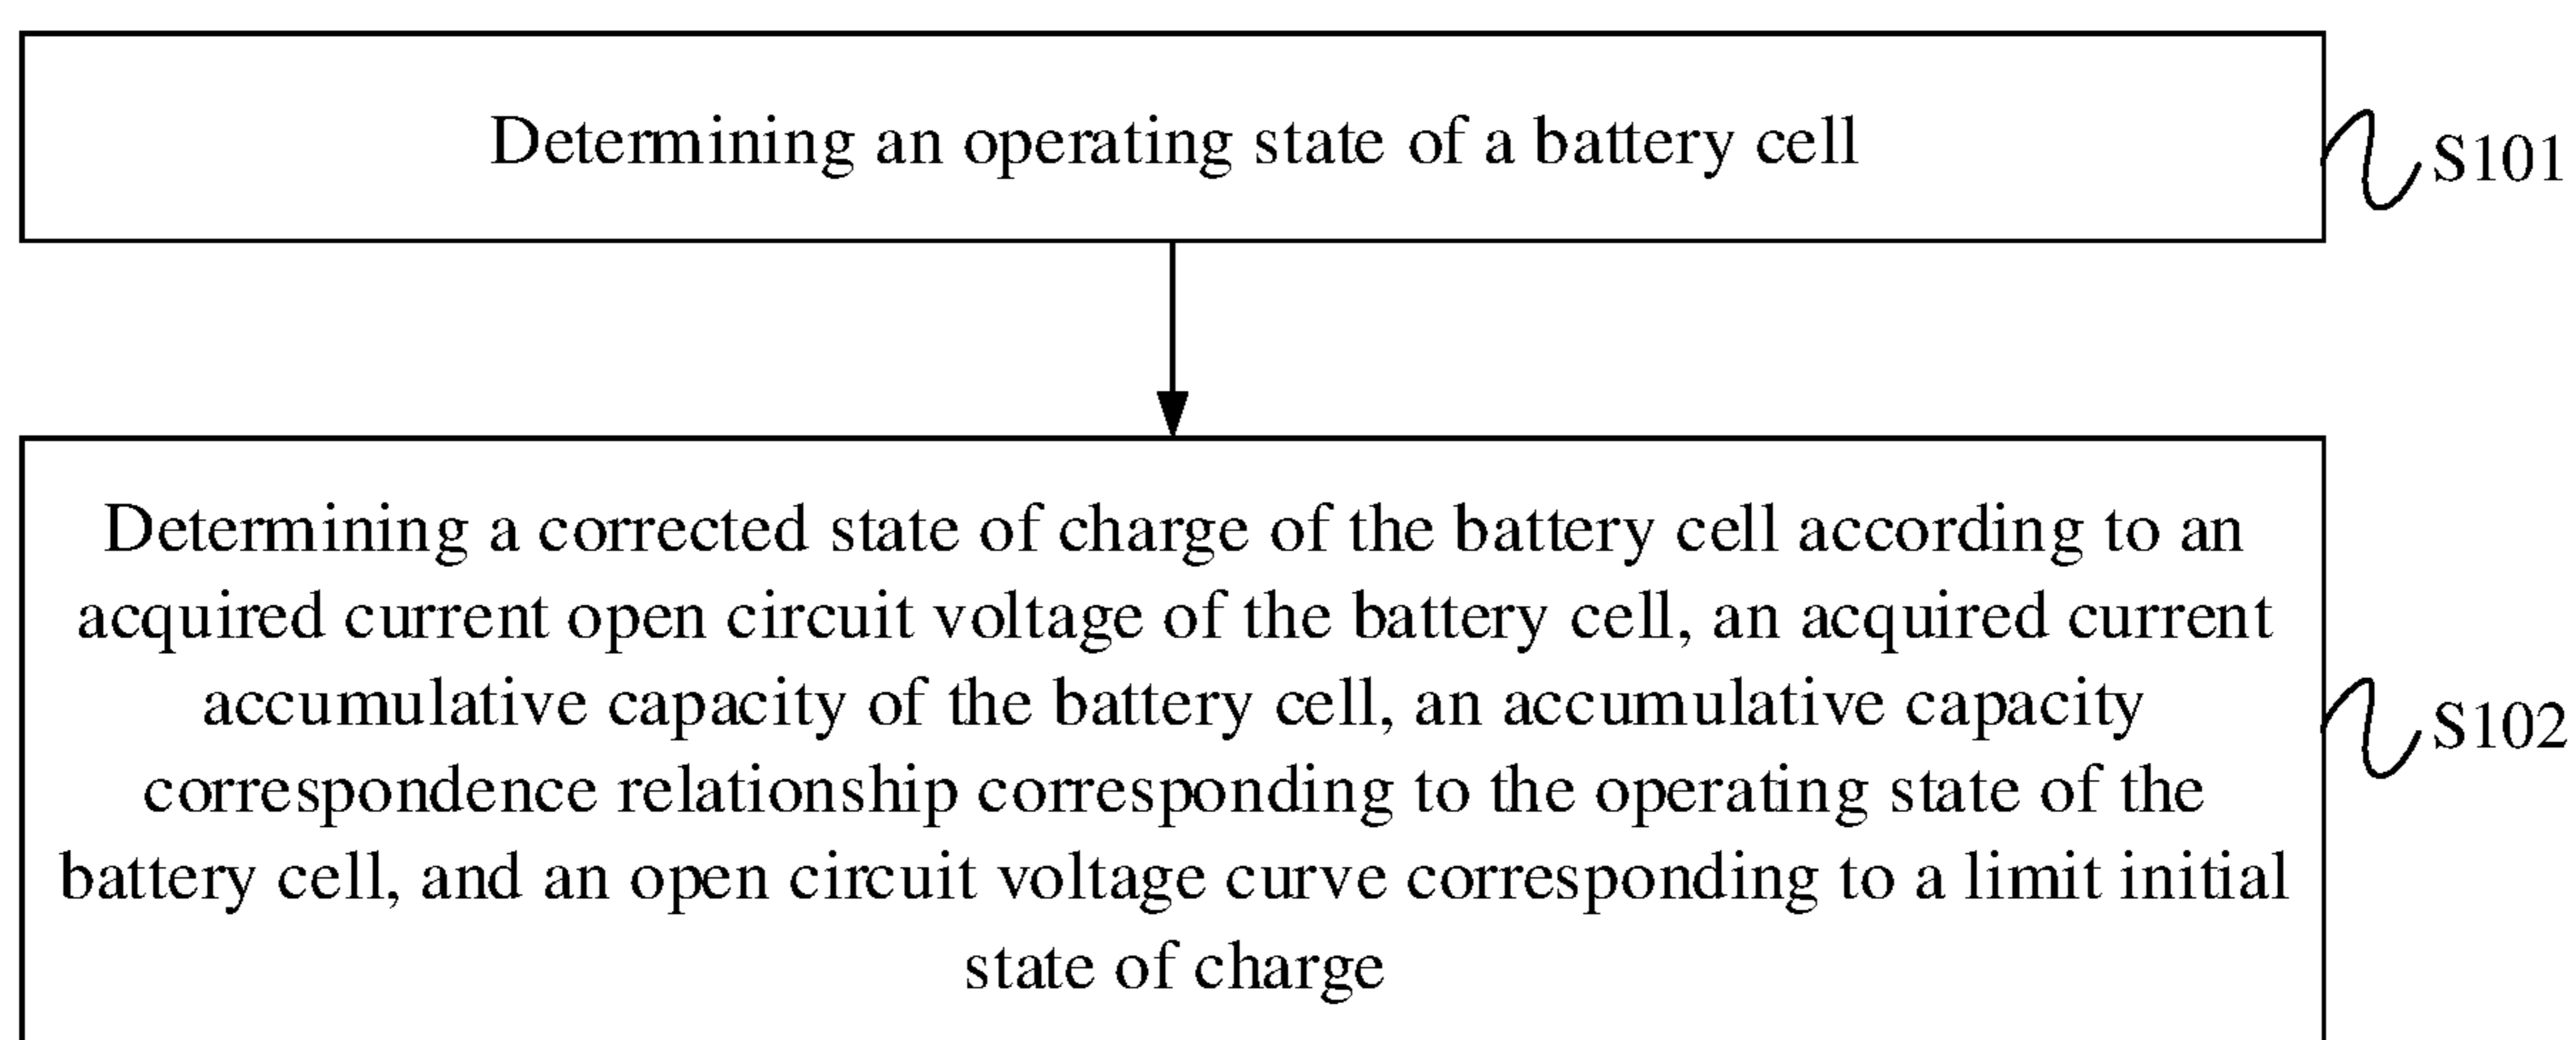 Determining an operating state of a battery cell
S101
Determining a corrected state of charge of the battery cell according to an
acquired current open circuit voltage of the battery cell, an acquired current
accumulative capacity of the battery cell, an accumulative capacity
correspondence relationship corresponding to the operating state of the
battery cell, and an open circuit voltage curve corresponding to a limit initial
state of charge
S102